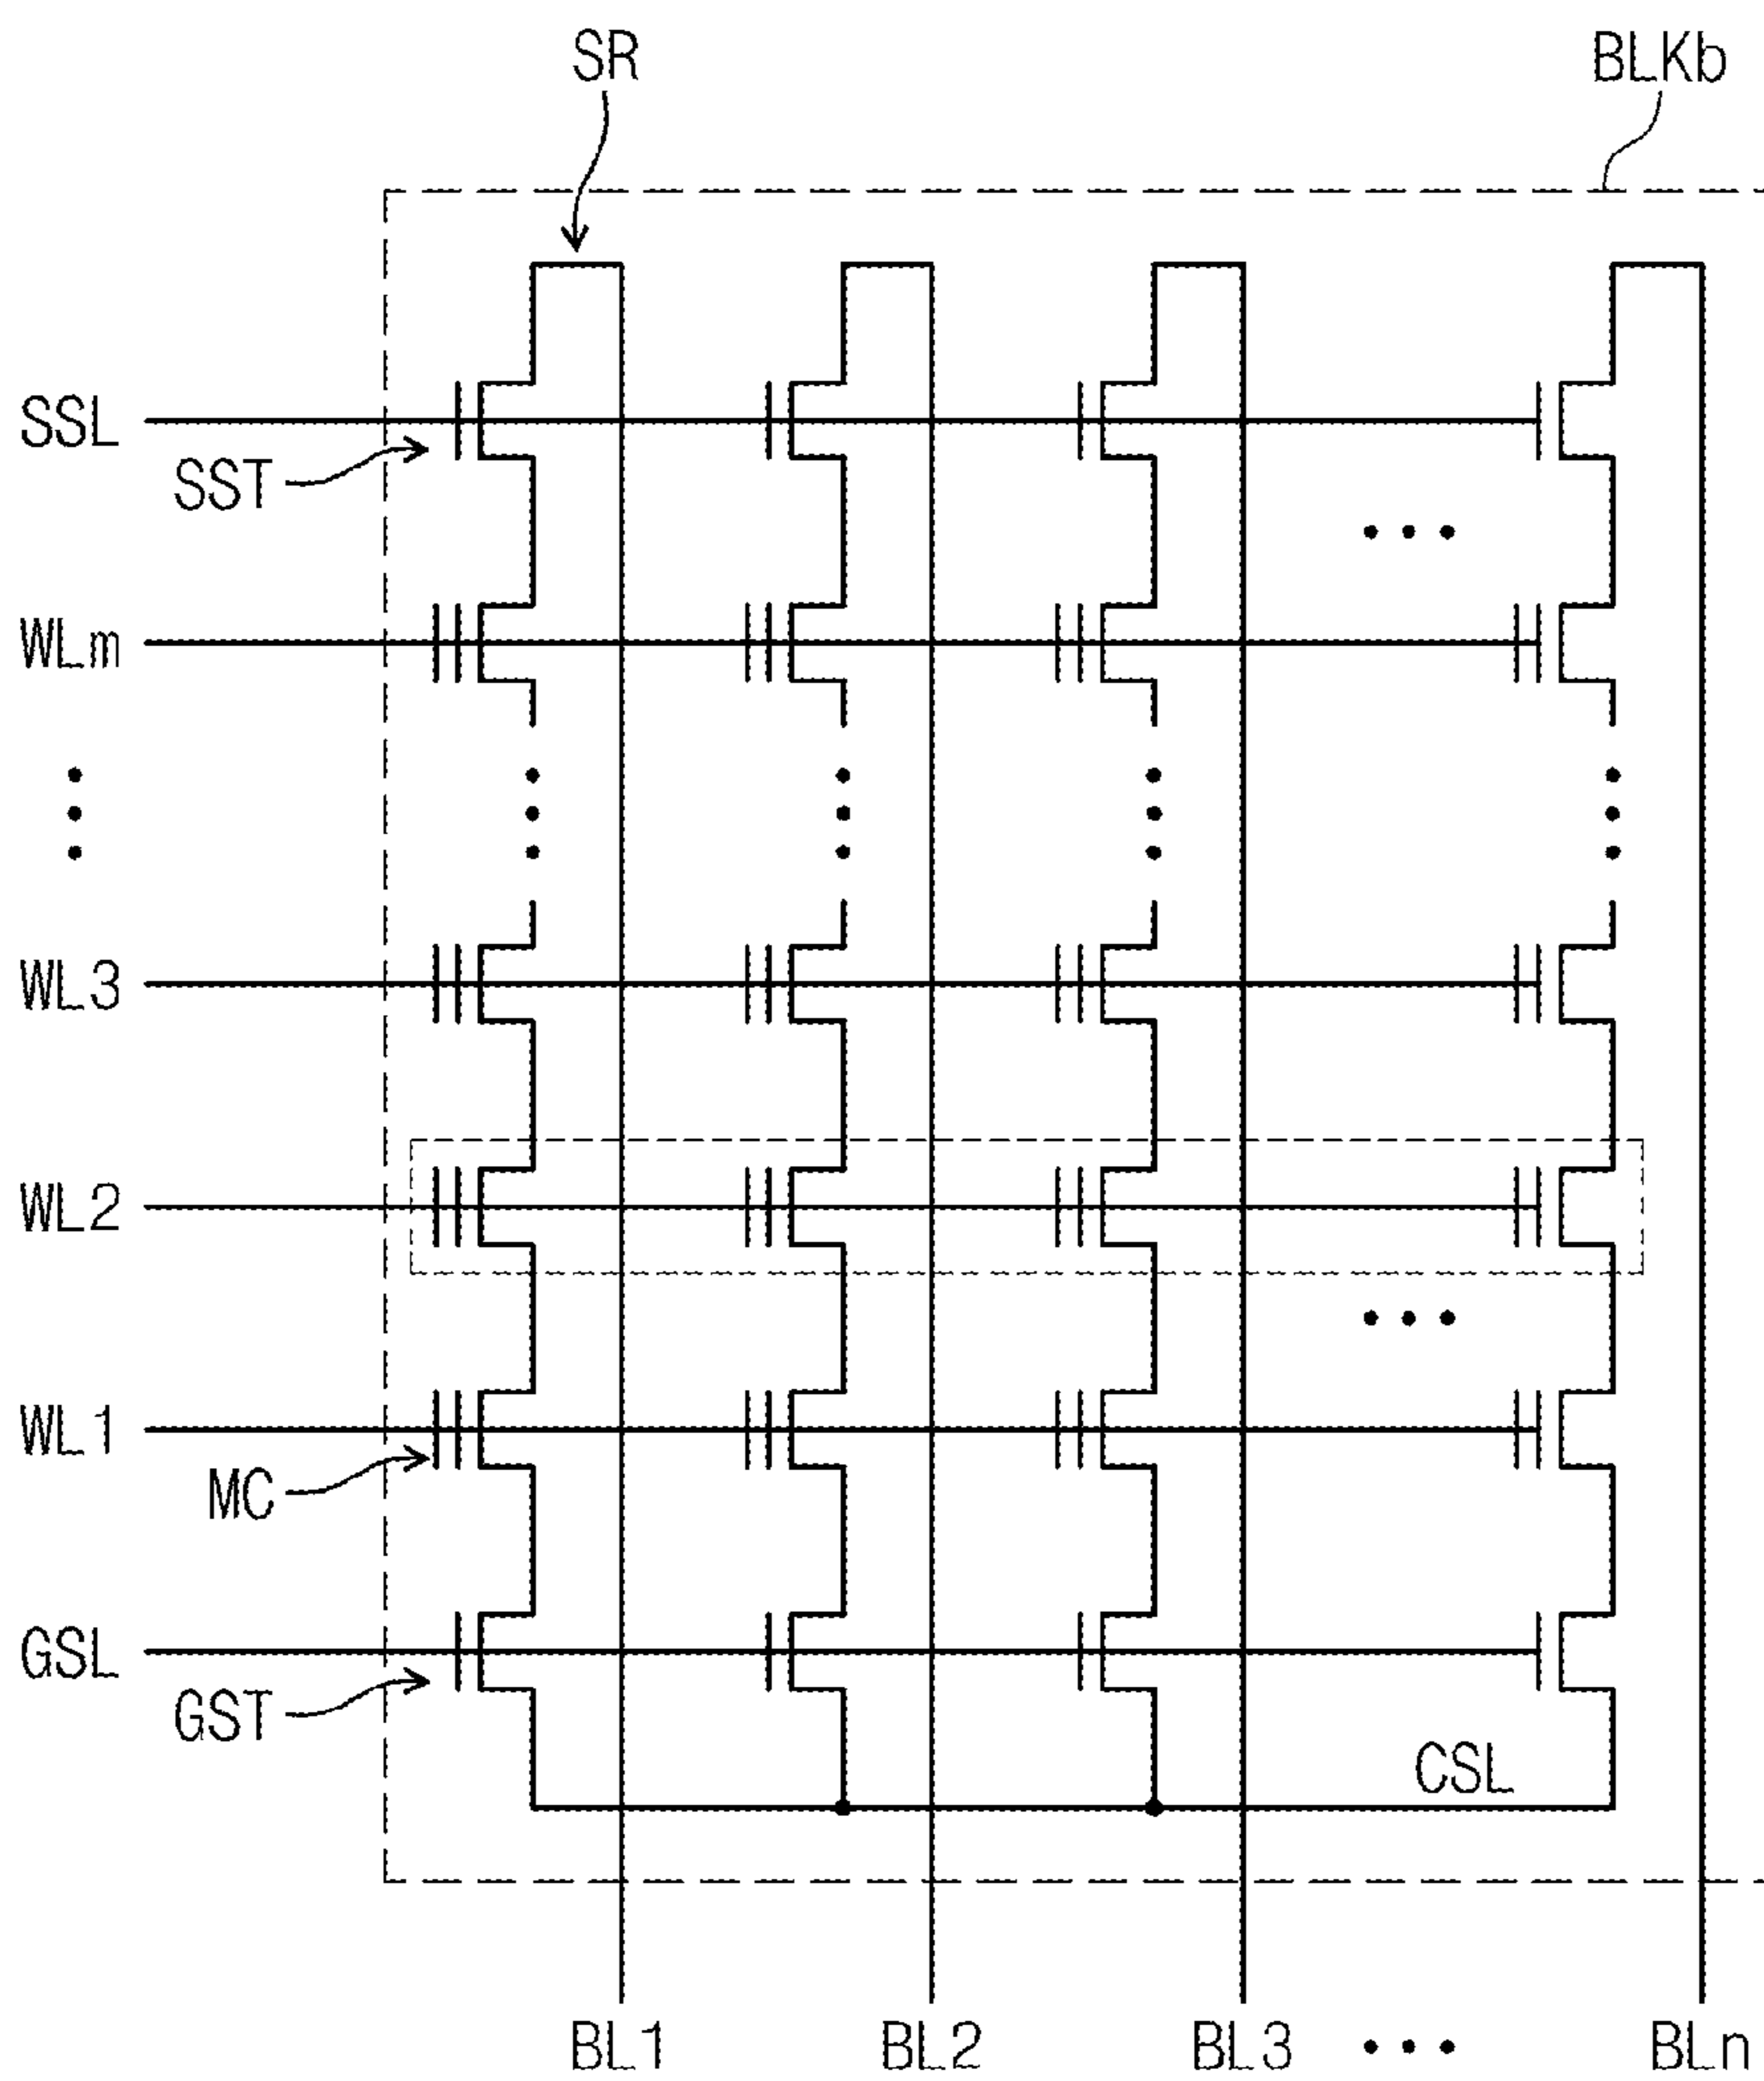 SR
BLKb
SSL
SST
WLm
WL3
WL2
WL1
MC
GSL
GST
CSL
BL1 BL2 BL3 ••• BLn